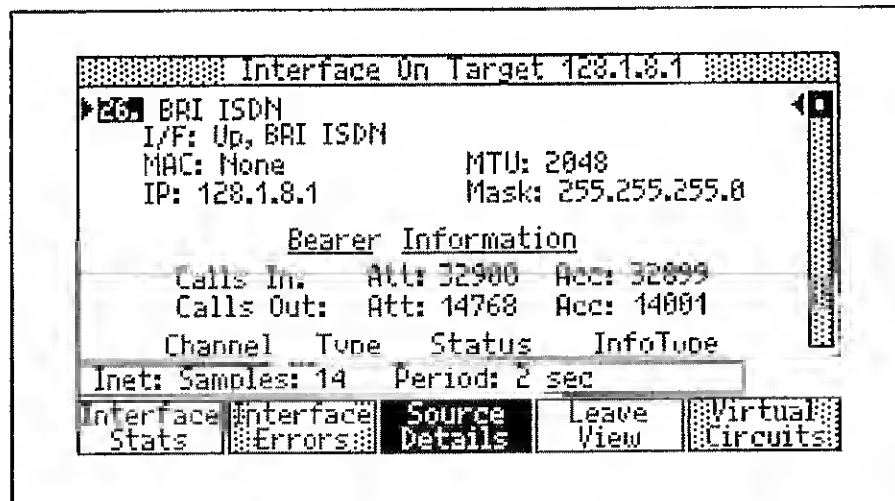 Interface On Target 128.1.8.1
26. BRI ISDN
I/F: Up, BRI ISDN
MAC: None MTU: 2048
IP: 128.1.8.1 Mask: 255.255.255.0
Bearer Information
Calls In: Att: 32900 Acc: 32899
Calls Out: Att: 14768 Acc: 14001
Channel Type Status InfoType
Inet: Samples: 14 Period: 2 sec
Interface Stats Interface Errors Source Details Leave View Virtual Circuits